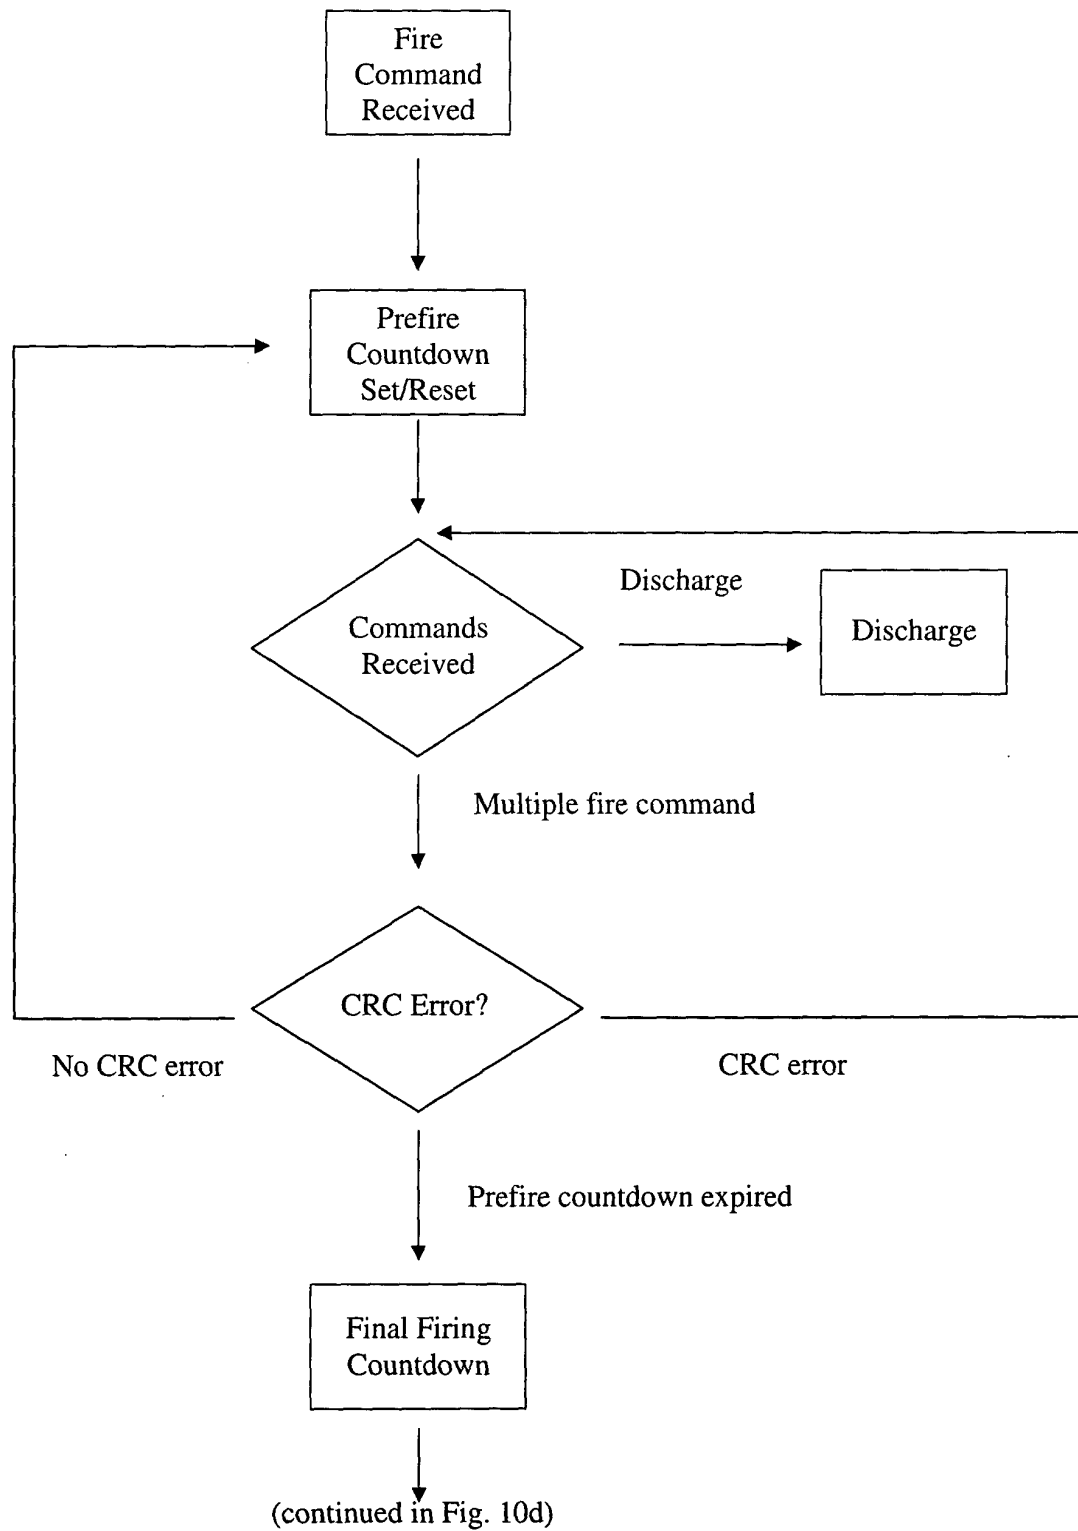 Fire
Command
Received
Prefire
Countdown
Set/Reset
Discharge
Commands
Received
Discharge
Multiple fire command
CRC Error?
No CRC error
CRC error
Prefire countdown expired
Final Firing
Countdown
(continued in Fig. 10d)